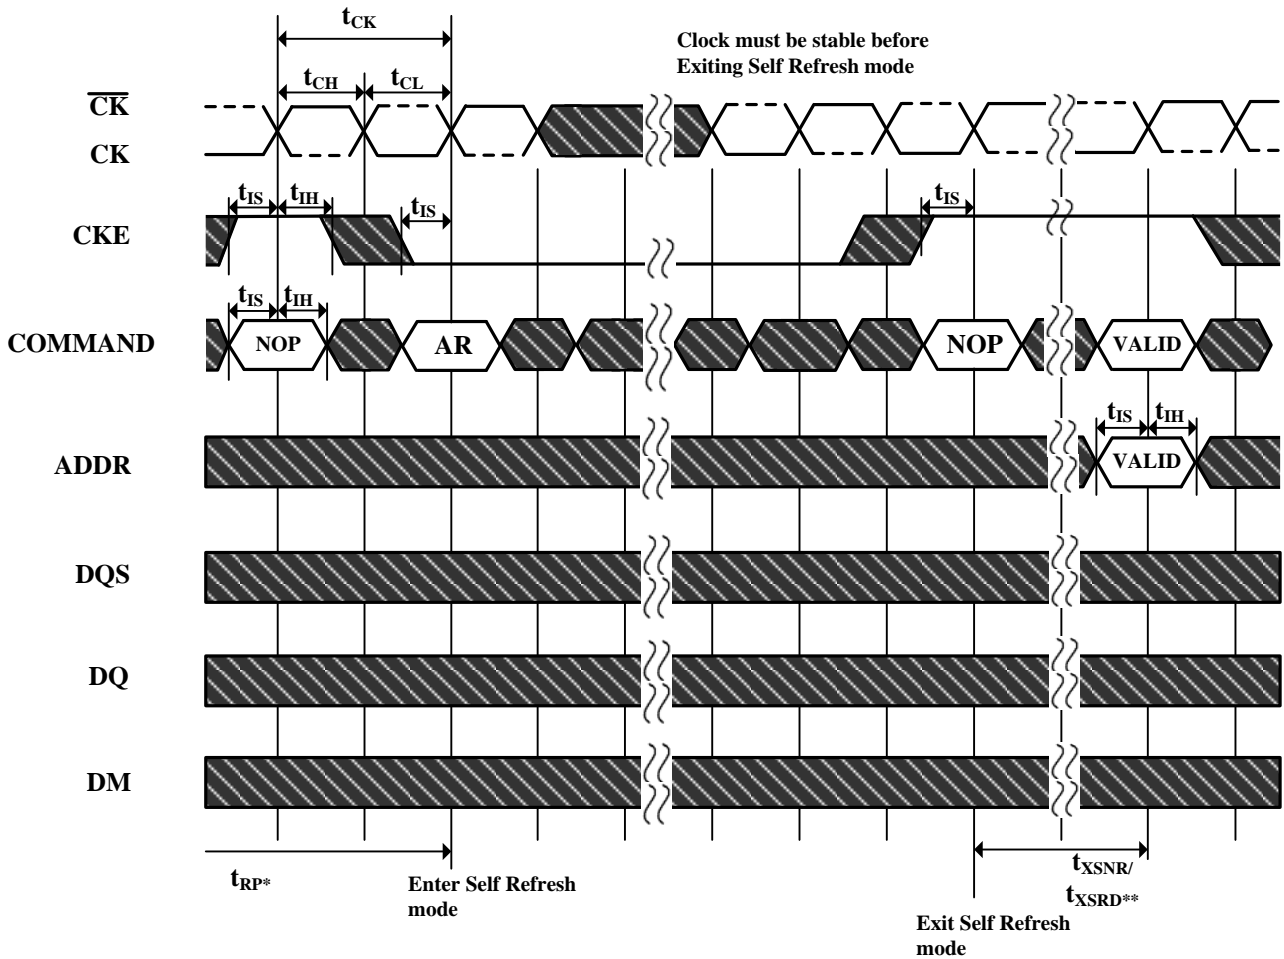 tCK
Clock must be stable before
Exiting Self Refresh mode
tCH
tCL
CK
CK
tIS
tIH
tIS
tIS
CKE
tIS
tIH
COMMAND
NOP
AR
NOP
VALID
tIS
tIH
ADDR
VALID
DQS
DQ
DM
tRP*
Enter Self Refresh
mode
tXSNR/
tXSRD**
Exit Self Refresh
mode